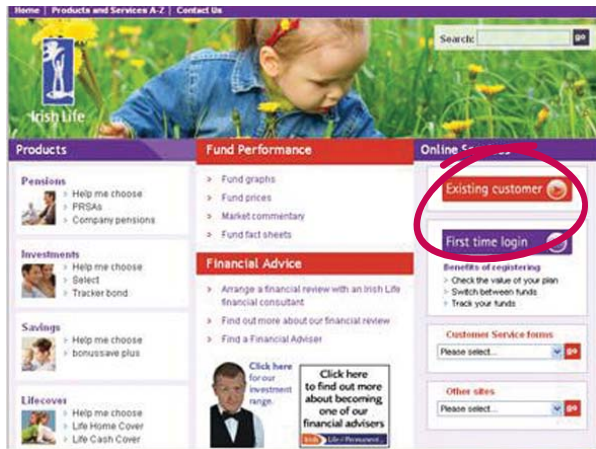 Home | Products and Services A-Z | Contact Us
Search:
go
Irish Life
Products
Pensions
Help me choose
PRSAs
Company pensions
Investments
Help me choose
Select
Tracker bond
Savings
Help me choose
bonussave plus
Lifecover
Help me choose
Life Home Cover
Life Cash Cover
Fund Performance
Fund graphs
Fund prices
Market commentary
Fund fact sheets
Financial Advice
Arrange a financial review with an Irish Life
financial consultant
Find out more about our financial review
Find a Financial Adviser
Click here
for our
investment
range.
Click here
to find out more
about becoming
one of our
financial advisers
Irish Life & Permanent...
Online Services
Existing customer
First time login
Benefits of registering
Check the value of your plan
Switch between funds
Track your funds
Customer Service forms
Please select...
go
Other sites
Please select...
go